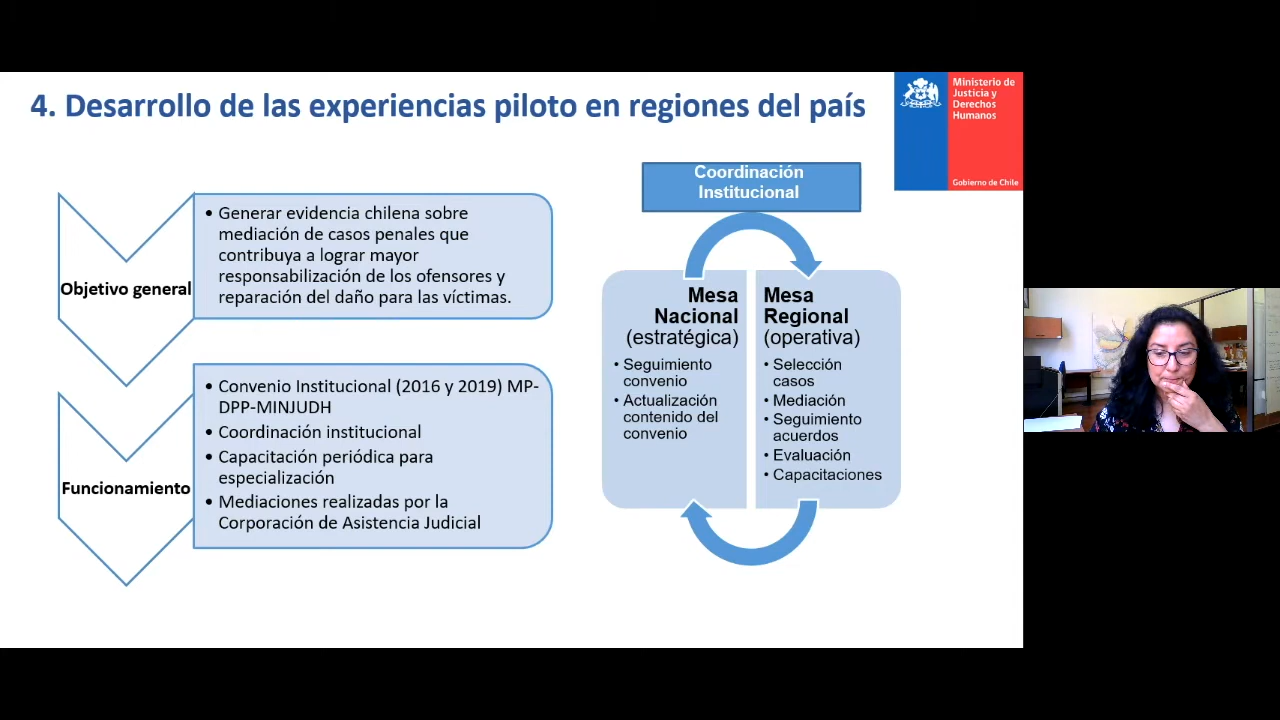 4. Desarrollo de las experiencias piloto en regiones del país
Ministerio de
Justicia y
Derechos
Humanos
Gobierno de Chile
Objetivo general
• Generar evidencia chilena sobre
mediación de casos penales que
contribuya a lograr mayor
responsabilización de los ofensores y
reparación del daño para las víctimas.
Funcionamiento
• Convenio Institucional (2016 y 2019) MP-
DPP-MINJUDH
• Coordinación institucional
• Capacitación periódica para
especialización
• Mediaciones realizadas por la
Corporación de Asistencia Judicial
Coordinación
Institucional
Mesa
Nacional
(estratégica)
• Seguimiento
convenio
• Actualización
contenido del
convenio
Mesa
Regional
(operativa)
• Selección
casos
• Mediación
• Seguimiento
acuerdos
• Evaluación
• Capacitaciones